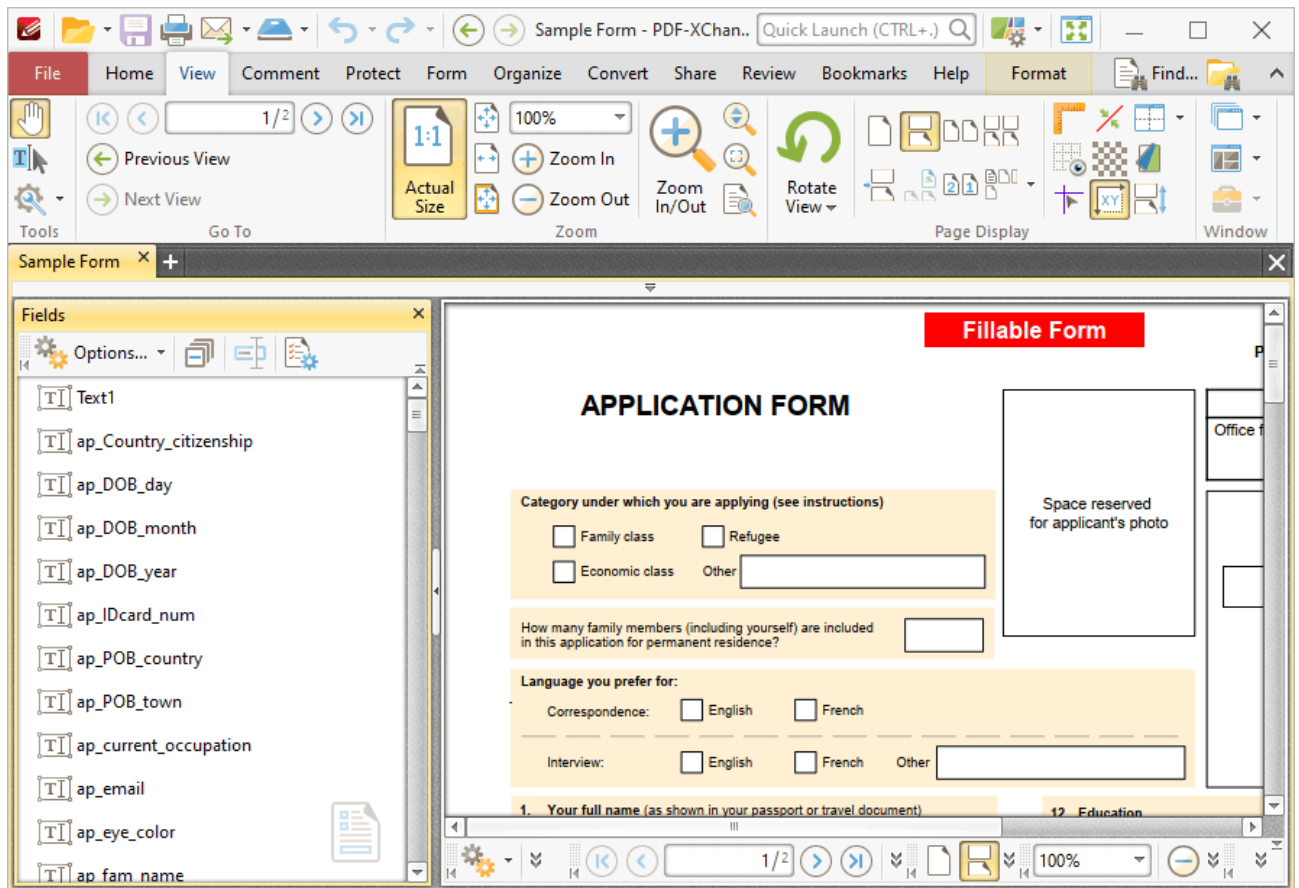 Sample Form - PDF-XChan..
Quick Launch (CTRL+.)
File Home View Comment Protect Form Organize Convert Share Review Bookmarks Help Format Find...
1/2
Previous View
Next View
1:1
Actual Size
100%
Zoom In
Zoom Out
Zoom In/Out
Rotate View
21
XY
Tools Go To Zoom Page Display Window
Sample Form
Fields
Options...
Text1
ap_Country_citizenship
ap_DOB_day
ap_DOB_month
ap_DOB_year
ap_IDcard_num
ap_POB_country
ap_POB_town
ap_current_occupation
ap_email
ap_eye_color
ap_fam_name
Fillable Form
P
APPLICATION FORM
Office f
Space reserved
for applicant's photo
Category under which you are applying (see instructions)
Family class Refugee
Economic class Other
How many family members (including yourself) are included
in this application for permanent residence?
Language you prefer for:
Correspondence: English French
Interview: English French Other
1. Your full name (as shown in your passport or travel document)
12 Education
1/2
100%